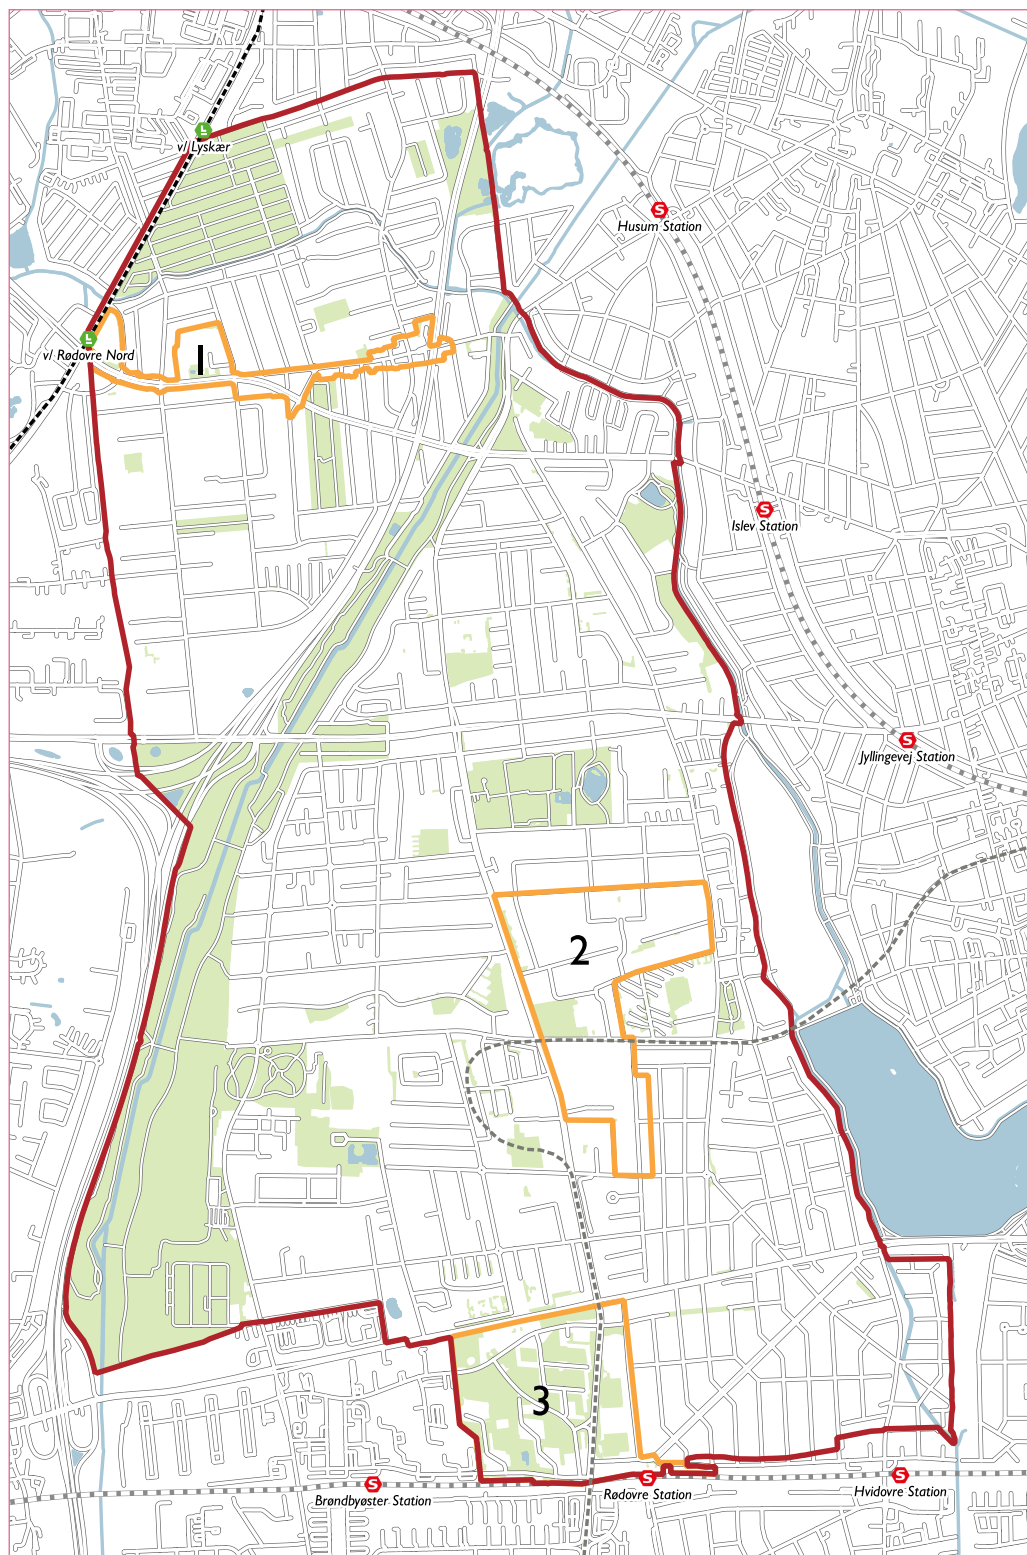 L
v/ Lyskær
S
Husum Station
L
v/ Rødovre Nord
1
S
Islev Station
S
Jyllingevej Station
2
3
S
Brøndbyøster Station
S
Rødovre Station
S
Hvidovre Station